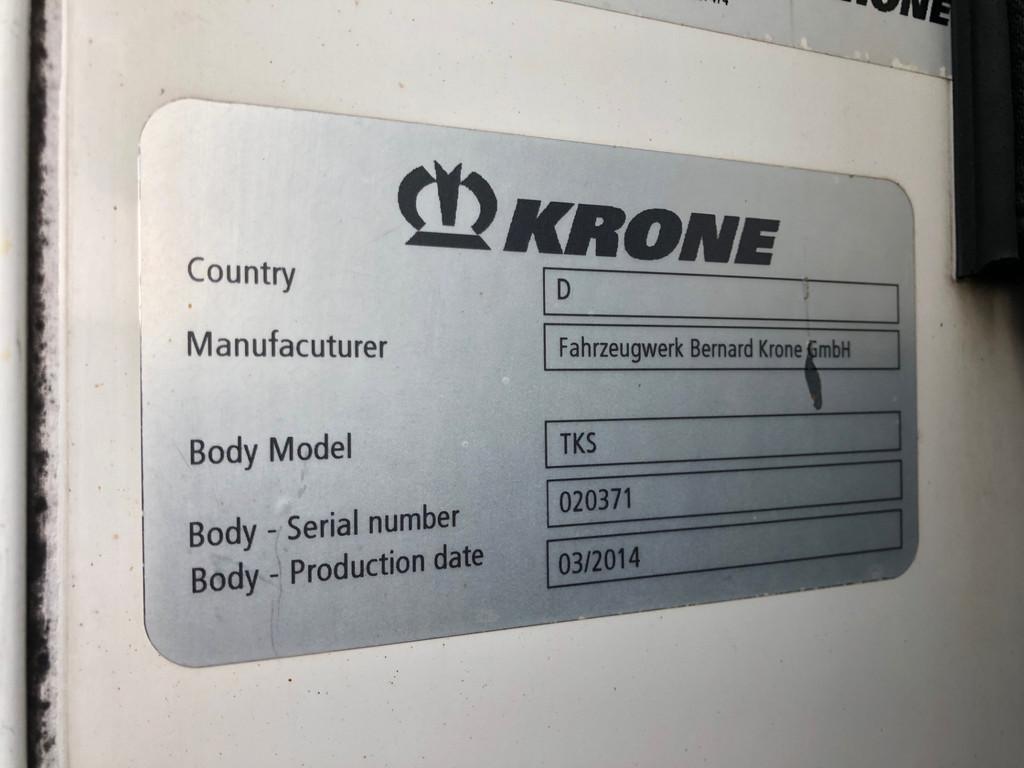 KRONE
KRONE
Country D
Manufacuturer Fahrzeugwerk Bernard Krone GmbH
Body Model TKS
Body - Serial number 020371
Body - Production date 03/2014